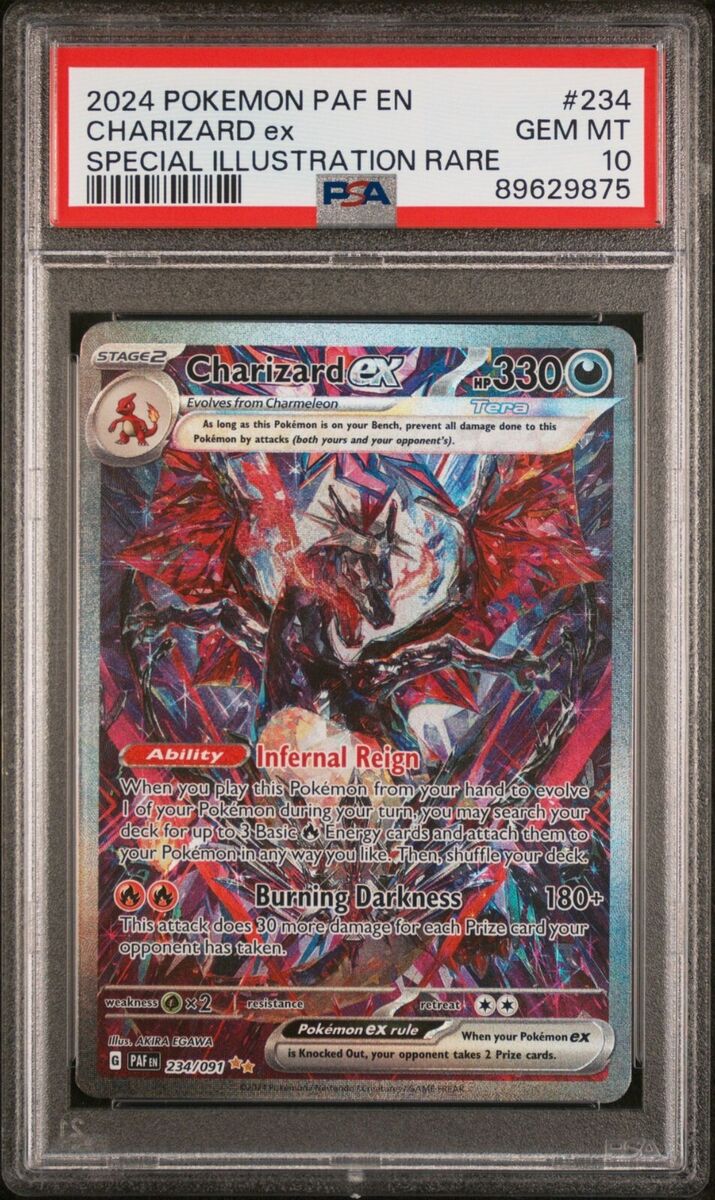 2024 POKEMON PAF EN #234
CHARIZARD ex GEM MT
SPECIAL ILLUSTRATION RARE 10
PSA 89629875
STAGE2 Charizard ex HP 330
Evolves from Charmeleon Tera
As long as this Pokémon is on your Bench, prevent all damage done to this
Pokémon by attacks (both yours and your opponent's).
Ability Infernal Reign
When you play this Pokémon from your hand to evolve
1 of your Pokémon during your turn, you may search your
deck for up to 3 Basic Energy cards and attach them to
your Pokémon in any way you like. Then, shuffle your deck.
Burning Darkness 180+
This attack does 30 more damage for each Prize card your
opponent has taken.
weakness ×2 resistance retreat
Illus. AKIRA EGAWA
Pokémon ex rule When your Pokémon ex
is Knocked Out, your opponent takes 2 Prize cards.
G PAF EN 234/091
©2024 Pokémon / Nintendo / Creatures / GAME FREAK
PSA